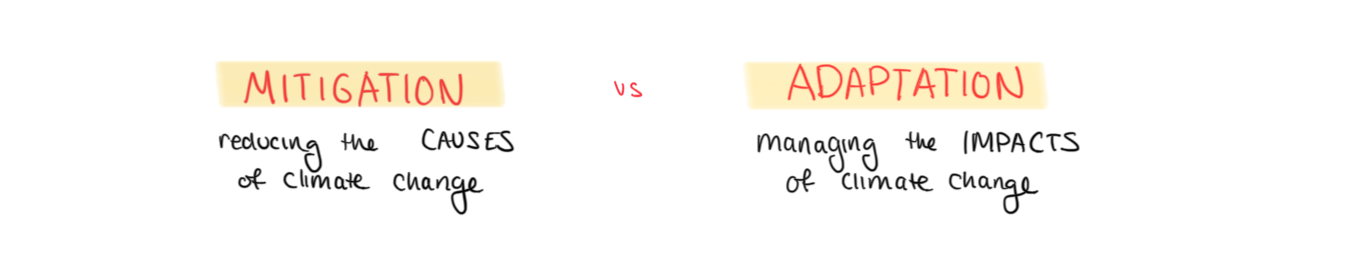 MITIGATION vs ADAPTATION
reducing the CAUSES
of climate change
managing the IMPACTS
of climate change